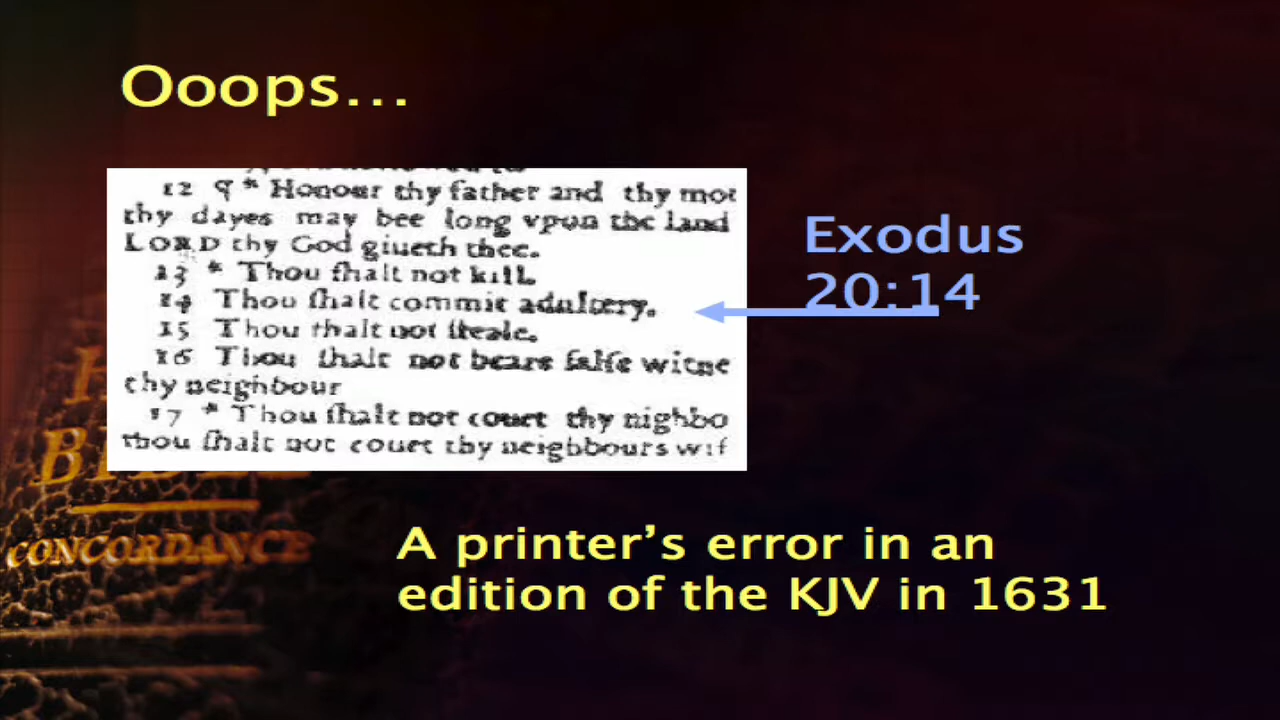 Ooops...
12 ¶ * Honour thy father and thy mot
thy dayes may bee long vpon the land
LORD thy God giueth thee.
13 * Thou ſhalt not kill.
14 Thou ſhalt commit adultery.
15 Thou ſhalt not ſteale.
16 Thou ſhalt not beare falſe witne
thy neighbour
17 * Thou ſhalt not couet thy nighbo
thou ſhalt not couet thy neighbours wif
Exodus
20:14
BIBLE
CONCORDANCE
A printer's error in an
edition of the KJV in 1631